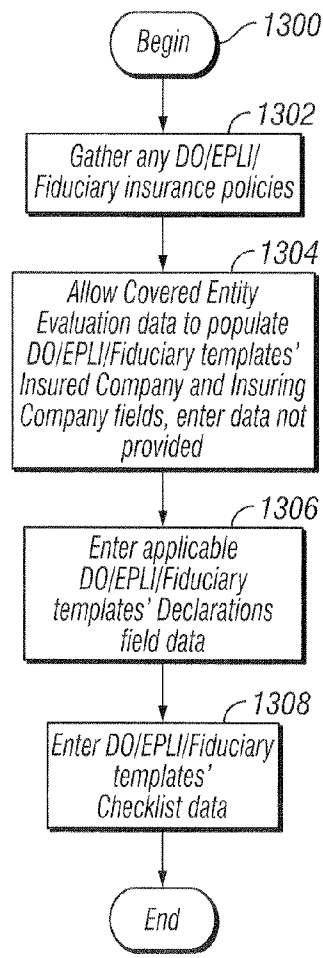 Begin
1300
1302
Gather any DO/EPLI/
Fiduciary insurance policies
1304
Allow Covered Entity
Evaluation data to populate
DO/EPLI/Fiduciary templates'
Insured Company and Insuring
Company fields, enter data not
provided
1306
Enter applicable
DO/EPLI/Fiduciary
templates' Declarations
field data
1308
Enter DO/EPLI/Fiduciary
templates'
Checklist data
End